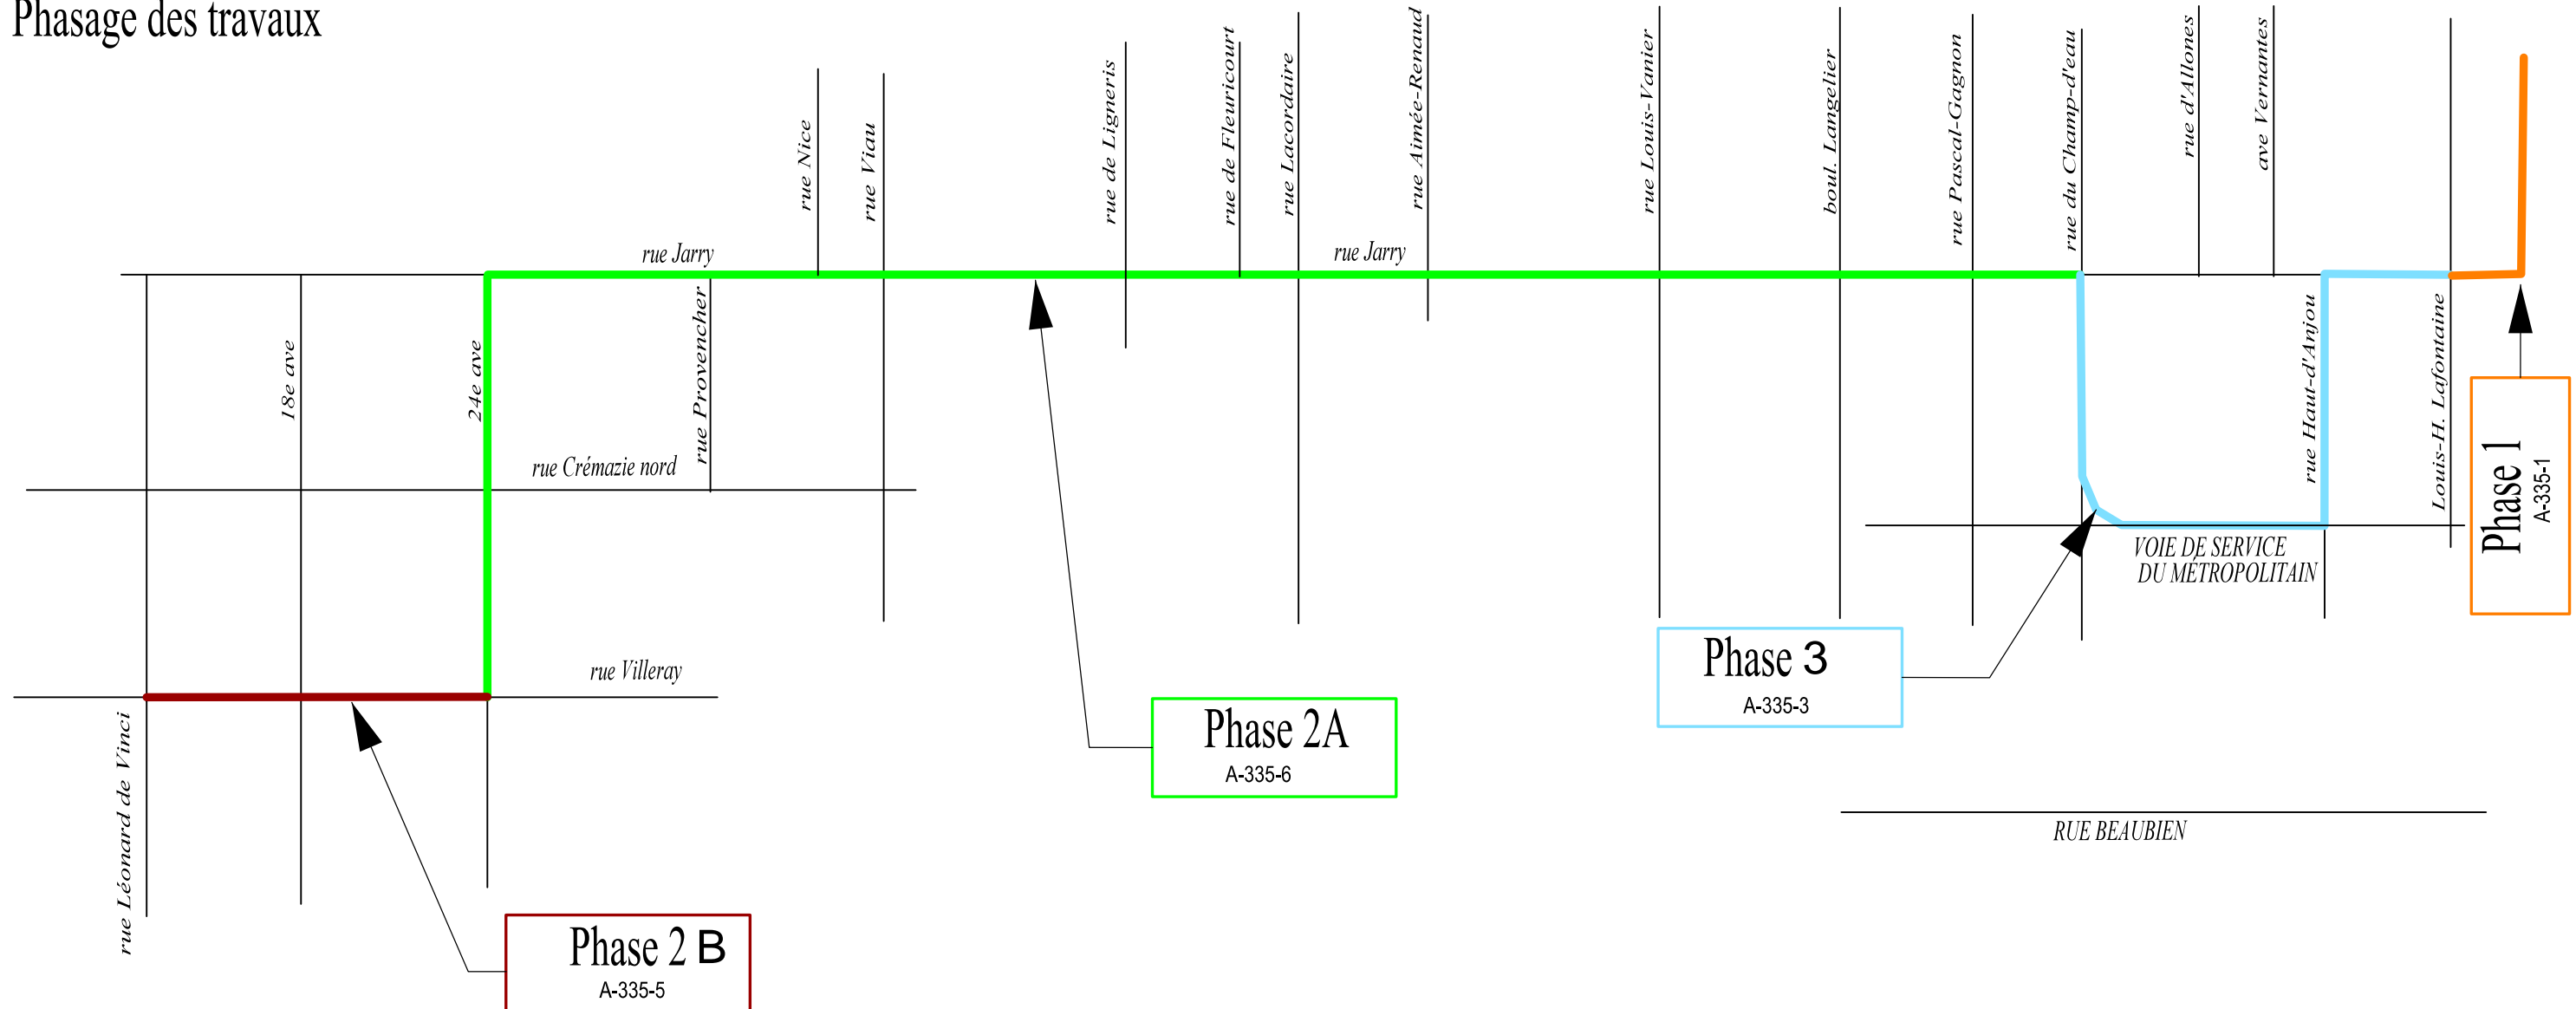 Phasage des travaux
rue Nice
rue Viau
rue de Ligneris
rue de Fleuricourt
rue Lacordaire
rue Aimée-Renaud
rue Louis-Vanier
boul. Langelier
rue Pascal-Gagnon
rue du Champ-d'eau
rue d'Allones
ave Vernantes
rue Jarry
rue Jarry
18e ave
24e ave
rue Provencher
rue Haut-d'Anjou
Louis-H. Lafontaine
rue Crémazie nord
Phase 1
A-335-1
VOIE DE SERVICE
DU MÉTROPOLITAIN
rue Villeray
Phase 3
A-335-3
rue Léonard de Vinci
Phase 2A
A-335-6
RUE BEAUBIEN
Phase 2 B
A-335-5